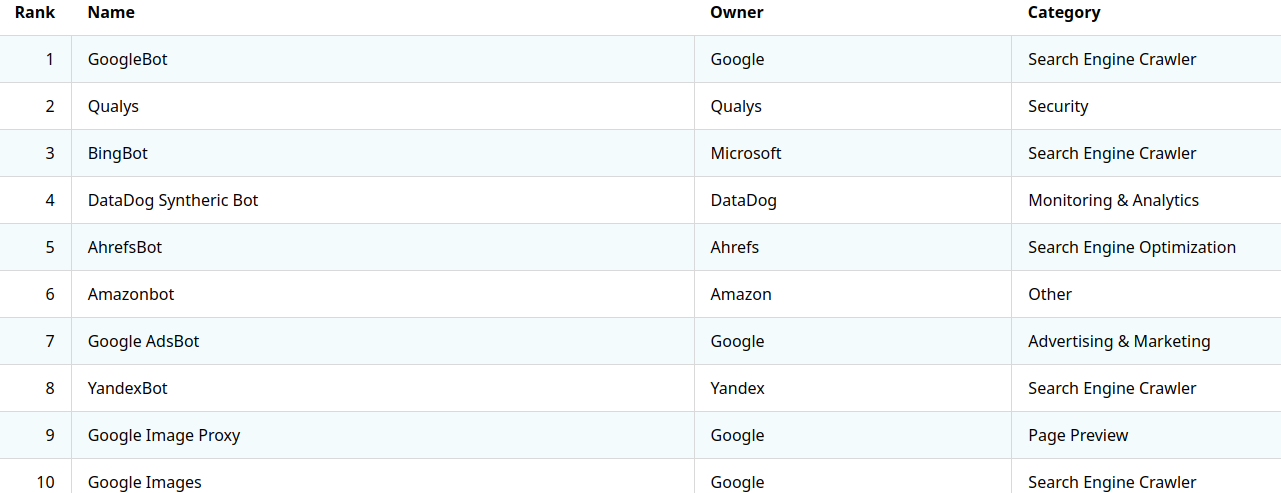 Rank Name Owner Category
1 GoogleBot Google Search Engine Crawler
2 Qualys Qualys Security
3 BingBot Microsoft Search Engine Crawler
4 DataDog Syntheric Bot DataDog Monitoring & Analytics
5 AhrefsBot Ahrefs Search Engine Optimization
6 Amazonbot Amazon Other
7 Google AdsBot Google Advertising & Marketing
8 YandexBot Yandex Search Engine Crawler
9 Google Image Proxy Google Page Preview
10 Google Images Google Search Engine Crawler